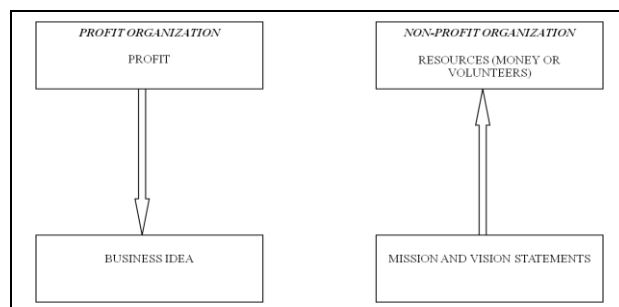 PROFIT ORGANIZATION
PROFIT
BUSINESS IDEA
NON-PROFIT ORGANIZATION
RESOURCES (MONEY OR
VOLUNTEERS)
MISSION AND VISION STATEMENTS